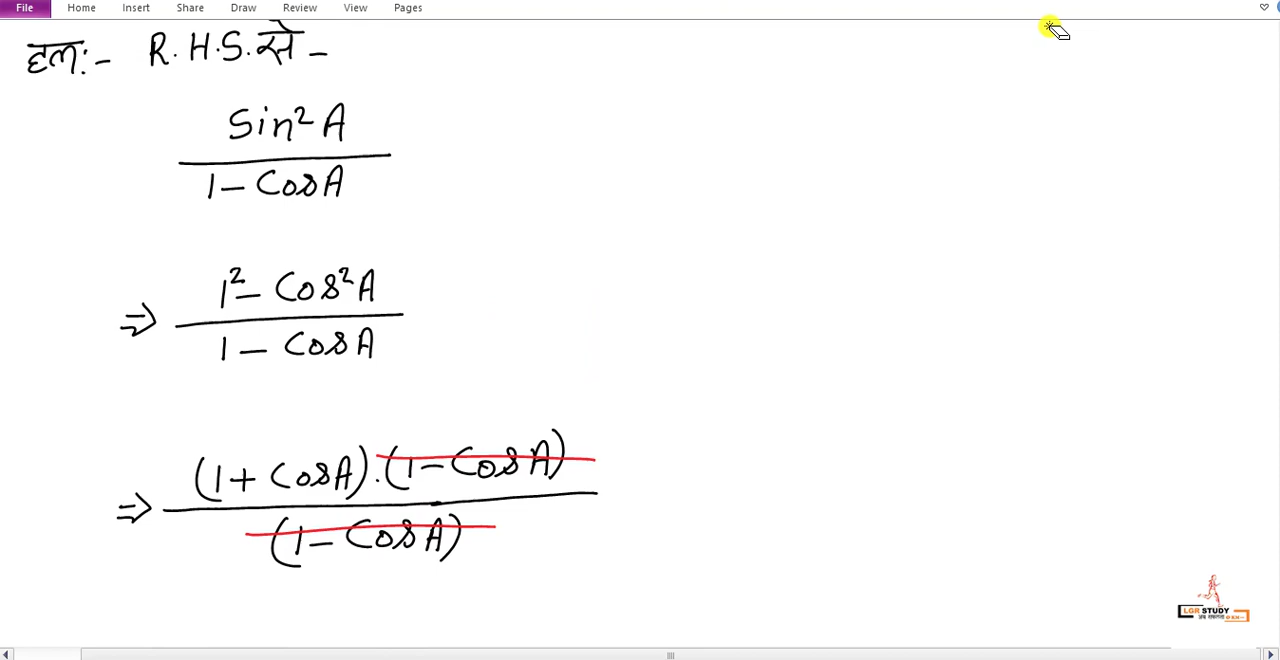 File Home Insert Share Draw Review View Pages
हल:- R.H.S. से -
Sin²A
1 - CosA
⇒ 1² - Cos²A
1 - CosA
⇒ (1 + CosA).(1 - CosA)
(1 - CosA)
LGR STUDY